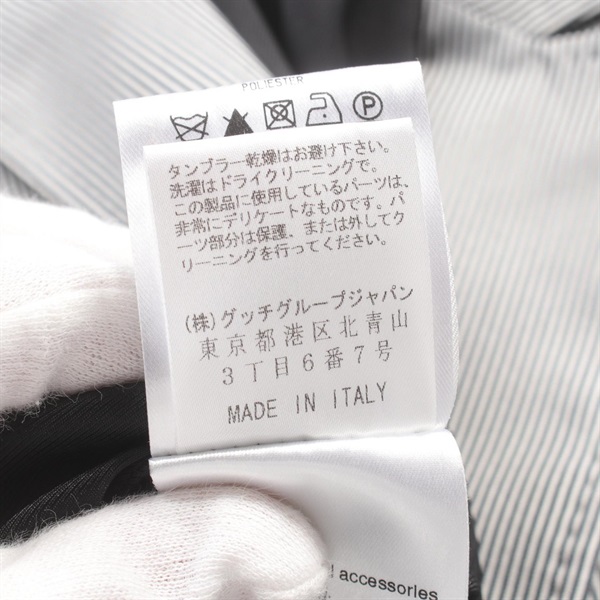 POLIESTER
P
タンブラー乾燥はお避け下さい。
洗濯はドライクリーニングで。
この製品に使用しているパーツは、
非常にデリケートなものです。パ
ーツ部分は保護、または外してク
リーニングを行ってください。
(株)グッチグループジャパン
東京都港区北青山
3丁目6番7号
MADE IN ITALY
accessories